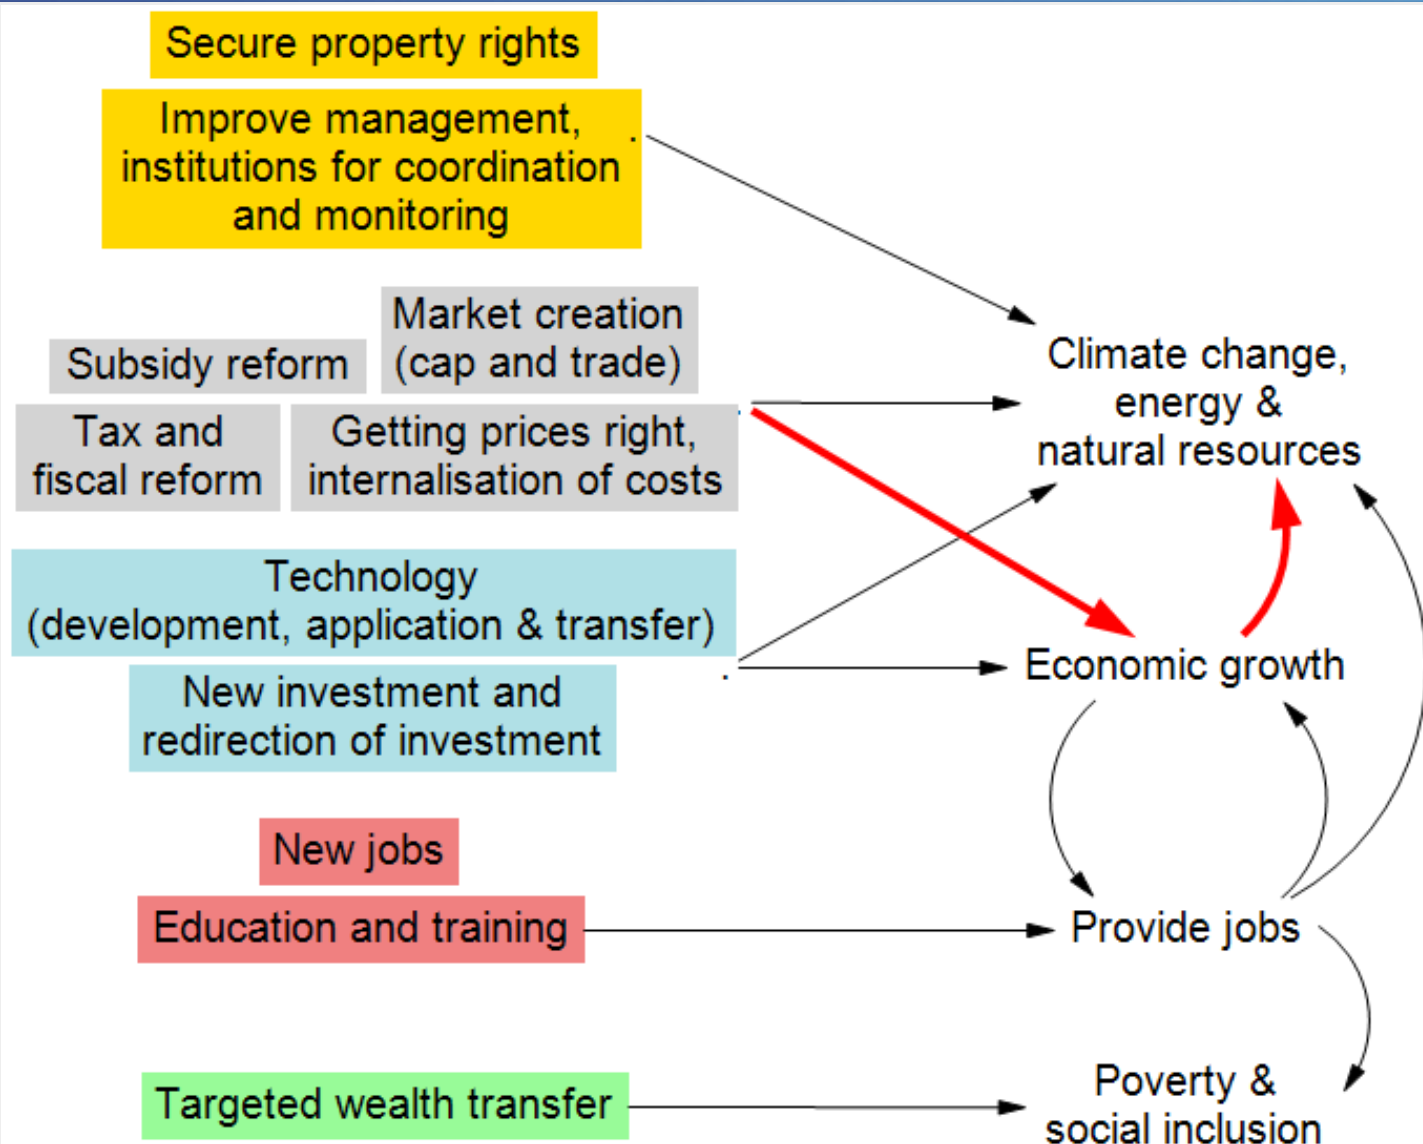 Secure property rights
Improve management,
institutions for coordination
and monitoring
Market creation
(cap and trade)
Subsidy reform
Tax and
fiscal reform
Getting prices right,
internalisation of costs
Technology
(development, application & transfer)
New investment and
redirection of investment
New jobs
Education and training
Targeted wealth transfer
Climate change,
energy &
natural resources
Economic growth
Provide jobs
Poverty &
social inclusion